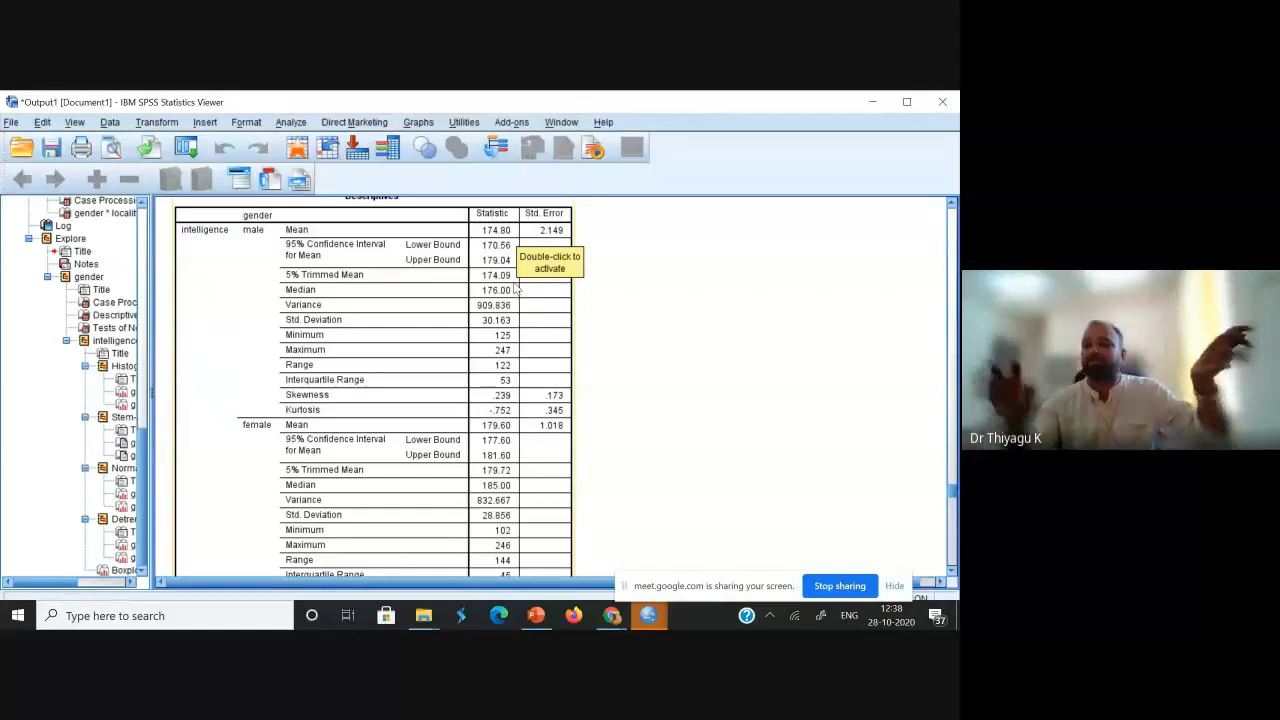 *Output1 [Document1] - IBM SPSS Statistics Viewer
File Edit View Data Transform Insert Format Analyze Direct Marketing Graphs Utilities Add-ons Window Help
Case Processing
gender * locali
Log
Explore
Title
Notes
gender
Title
Case Proc
Descriptive
Tests of N
intelligence
Title
Histog
T
g
g
Stem-
T
g
g
Norma
T
g
g
Detre
T
g
g
Boxplo
Descriptives
gender Statistic Std. Error
intelligence male Mean 174.80 2.149
95% Confidence Interval for Mean Lower Bound 170.56
Upper Bound 179.04
5% Trimmed Mean 174.09
Median 176.00
Variance 909.836
Std. Deviation 30.163
Minimum 125
Maximum 247
Range 122
Interquartile Range 53
Skewness .239 .173
Kurtosis -.752 .345
female Mean 179.60 1.018
95% Confidence Interval for Mean Lower Bound 177.60
Upper Bound 181.60
5% Trimmed Mean 179.72
Median 185.00
Variance 832.667
Std. Deviation 28.856
Minimum 102
Maximum 246
Range 144
Interquartile Range 45
Double-click to
activate
Dr Thiyagu K
meet.google.com is sharing your screen. Stop sharing Hide
ON
Type here to search
ENG
12:38
28-10-2020
37